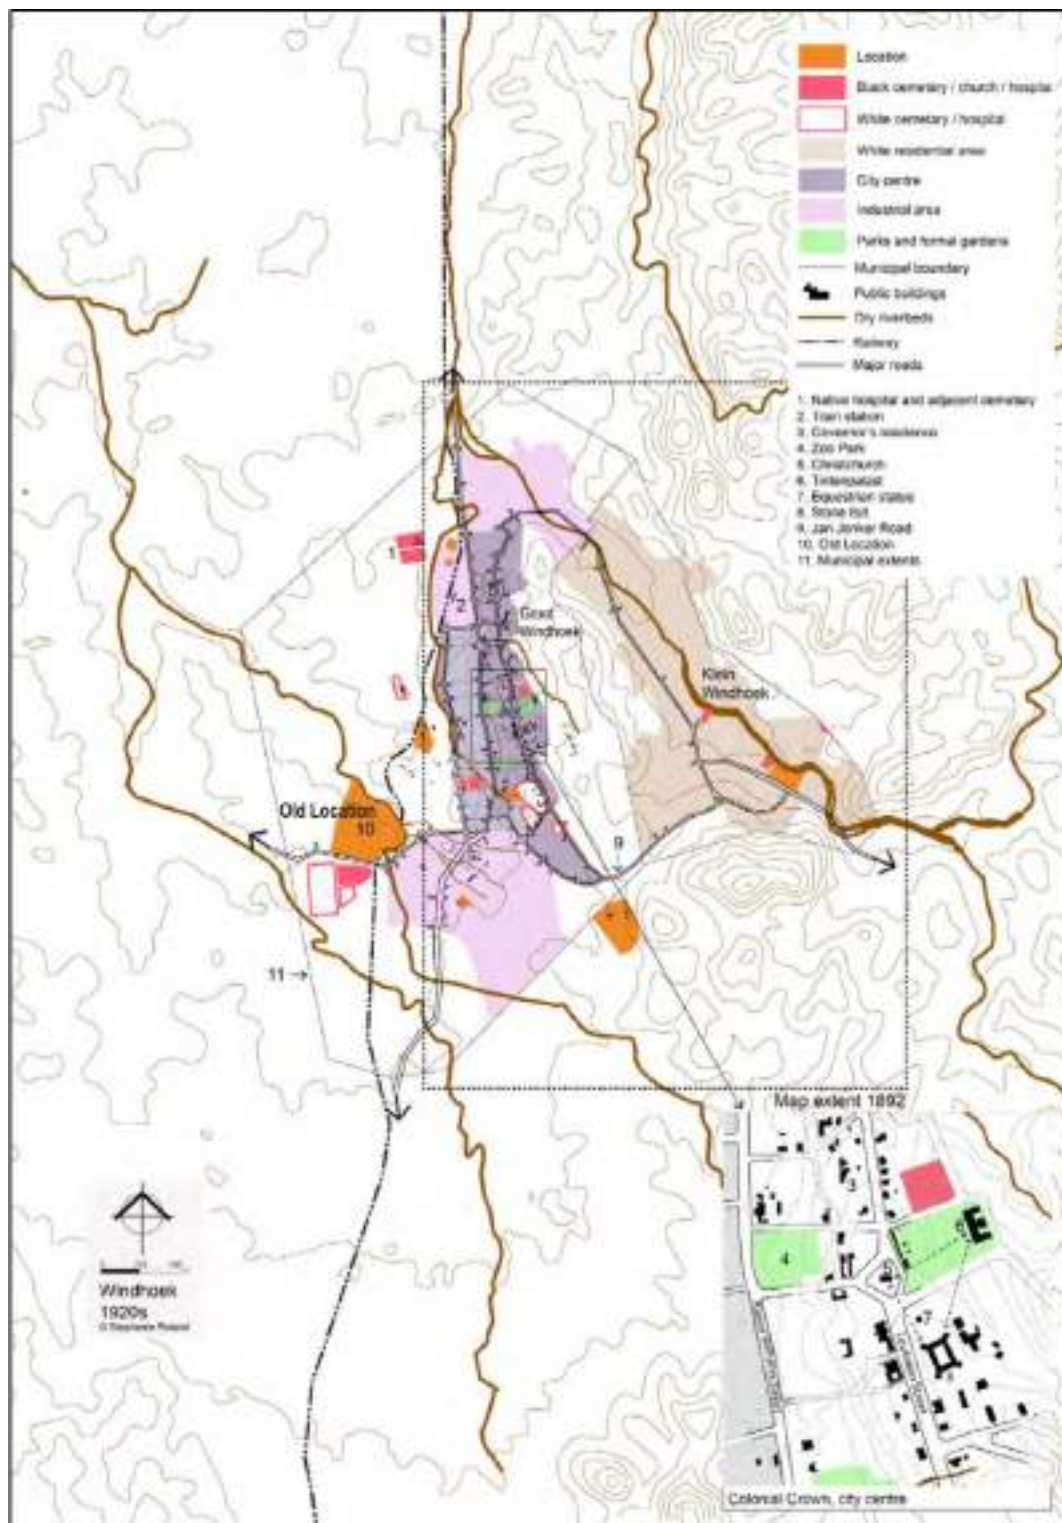 Location
Black cemetery / church / hospital
White cemetery / hospital
White residential area
City centre
Industrial area
Parks and formal gardens
Municipal boundary
Public buildings
Dry riverbeds
Railway
Major roads
1. Native hospital and adjacent cemetery
2. Train station
3. Governor's residence
4. Zoo Park
5. Christchurch
6. Tintenpalast
7. Equestrian statue
8. Stone fort
9. Jan Jonker Road
10. Old Location
11. Municipal extents
1
2
Groot
Windhoek
Klein
Windhoek
Old Location
10
9
11
Map extent 1892
Windhoek
1920s
3
4
5
6
7
Colonial Crown, city centre